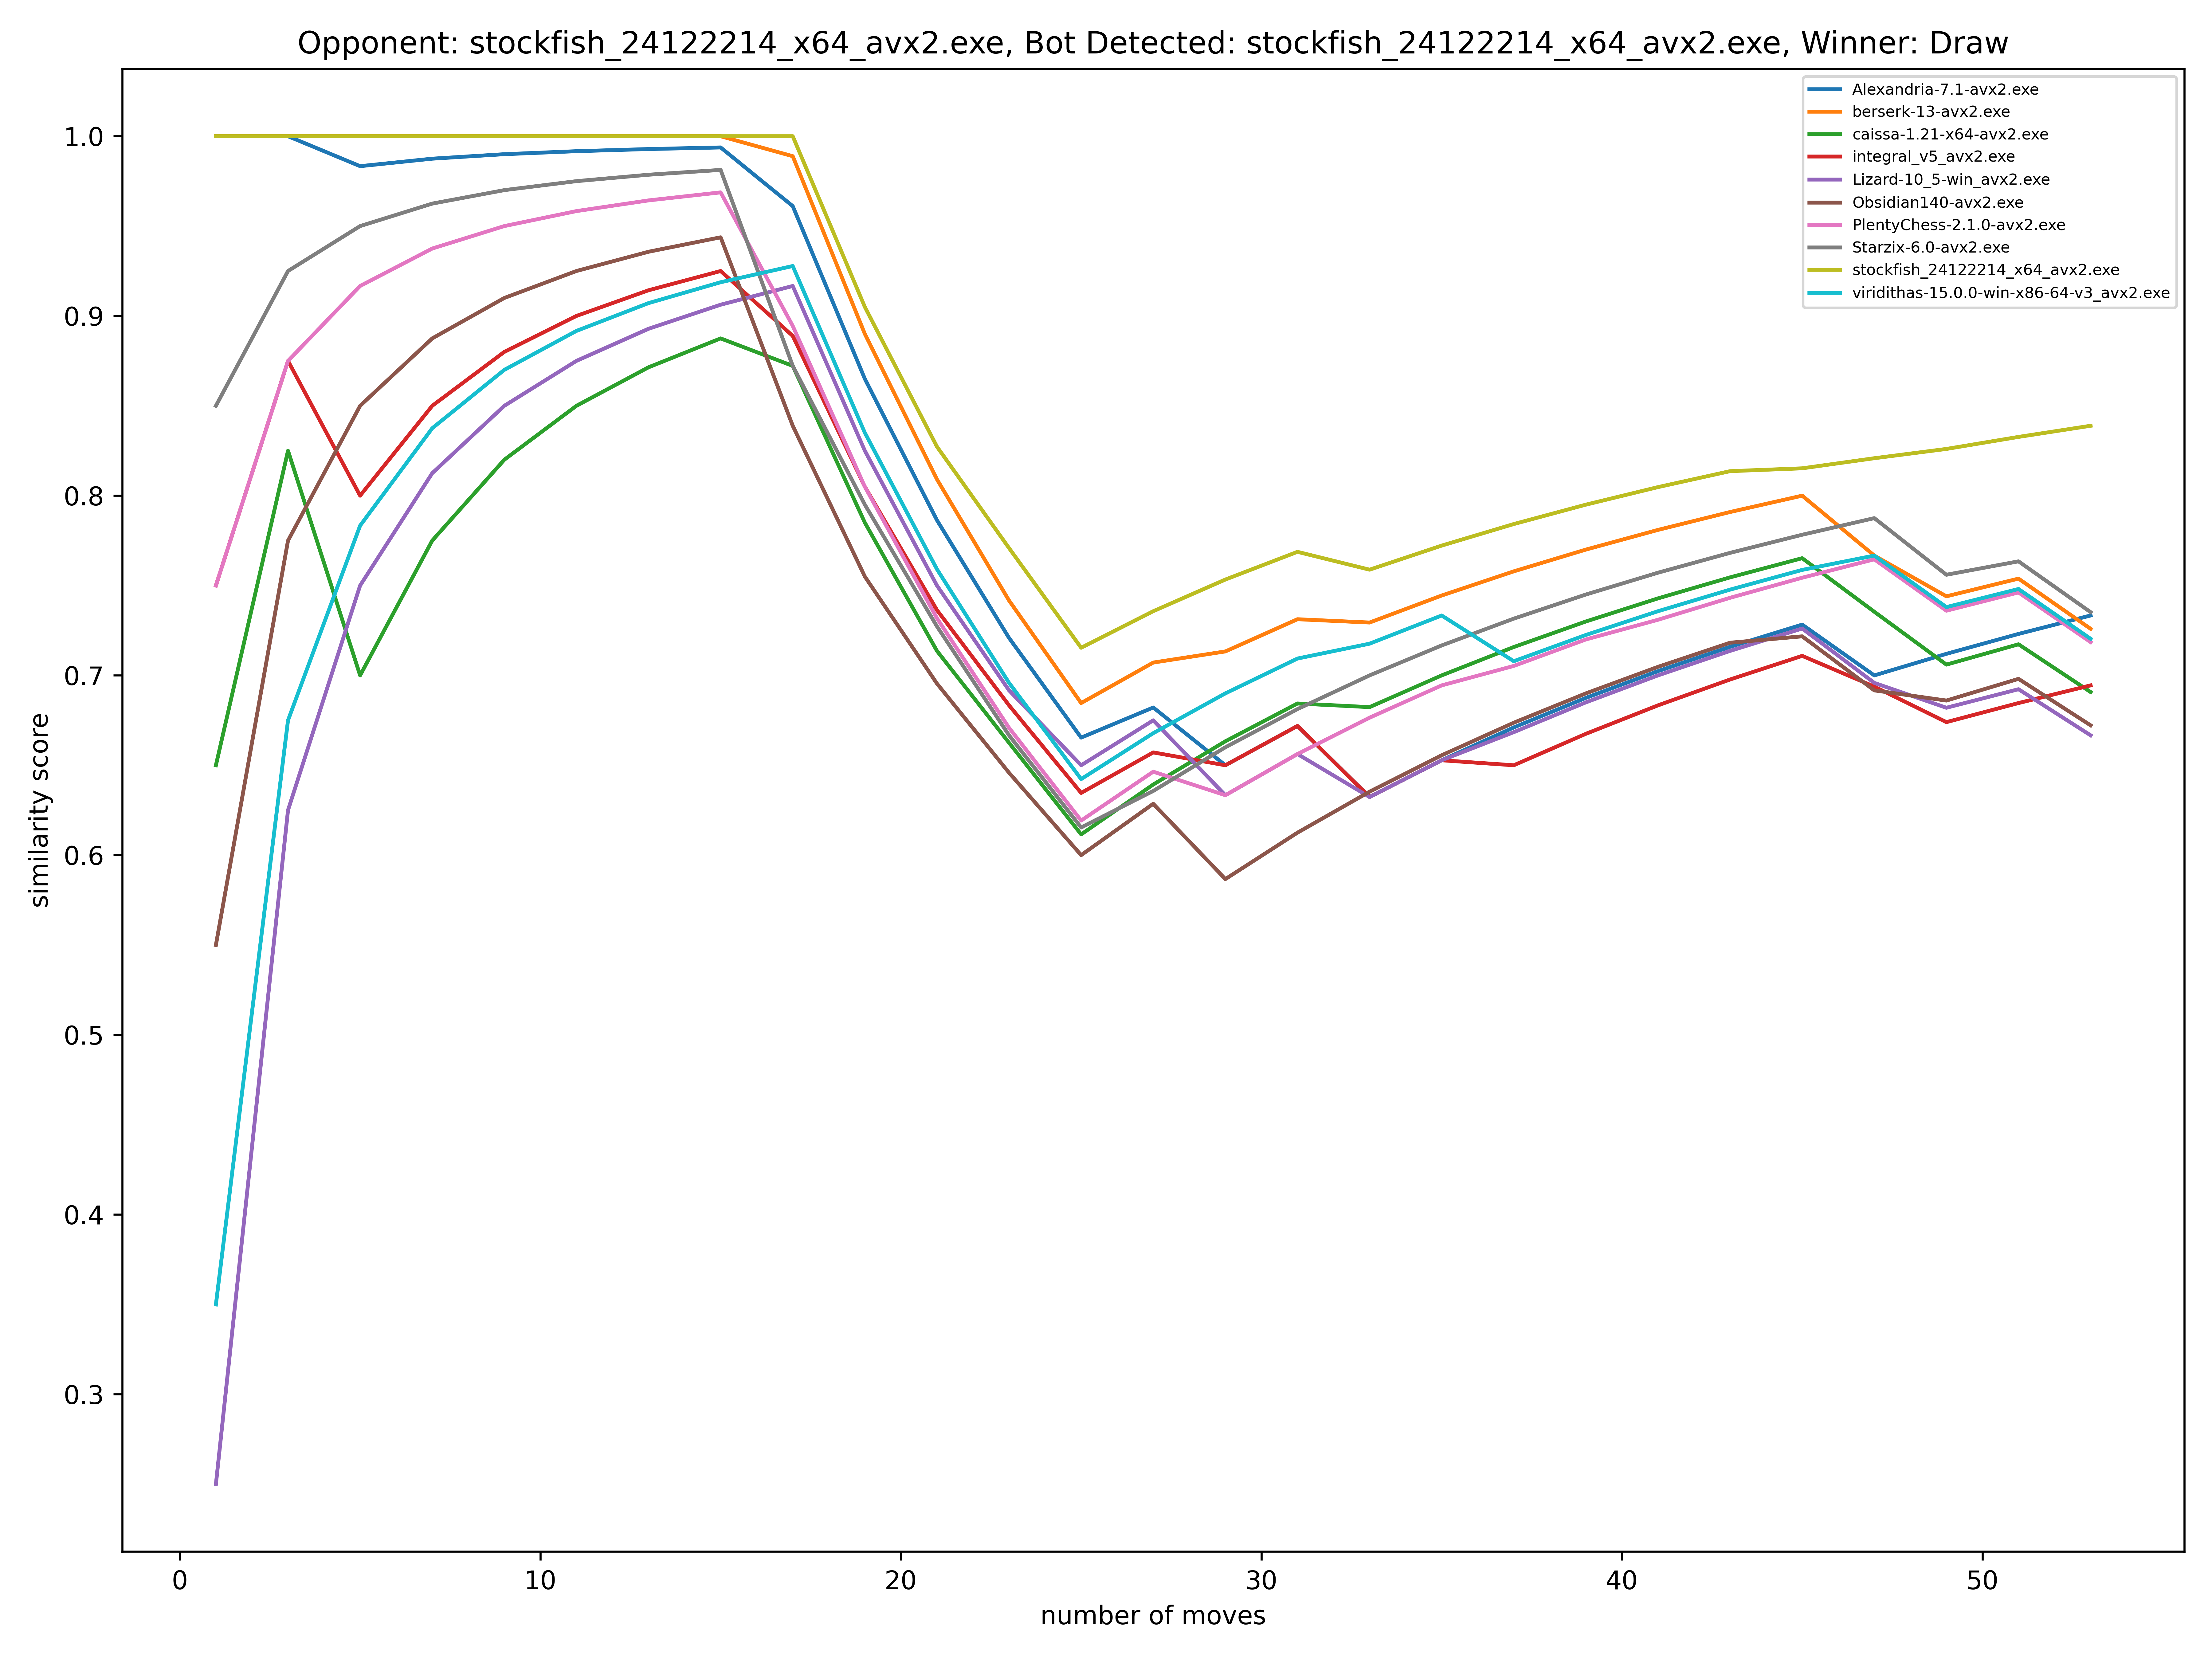 Opponent: stockfish_24122214_x64_avx2.exe, Bot Detected: stockfish_24122214_x64_avx2.exe, Winner: Draw
Alexandria-7.1-avx2.exe
berserk-13-avx2.exe
caissa-1.21-x64-avx2.exe
integral_v5_avx2.exe
Lizard-10_5-win_avx2.exe
Obsidian140-avx2.exe
PlentyChess-2.1.0-avx2.exe
Starzix-6.0-avx2.exe
stockfish_24122214_x64_avx2.exe
viridithas-15.0.0-win-x86-64-v3_avx2.exe
1.0
0.9
0.8
0.7
0.6
0.5
0.4
0.3
similarity score
0 10 20 30 40 50
number of moves